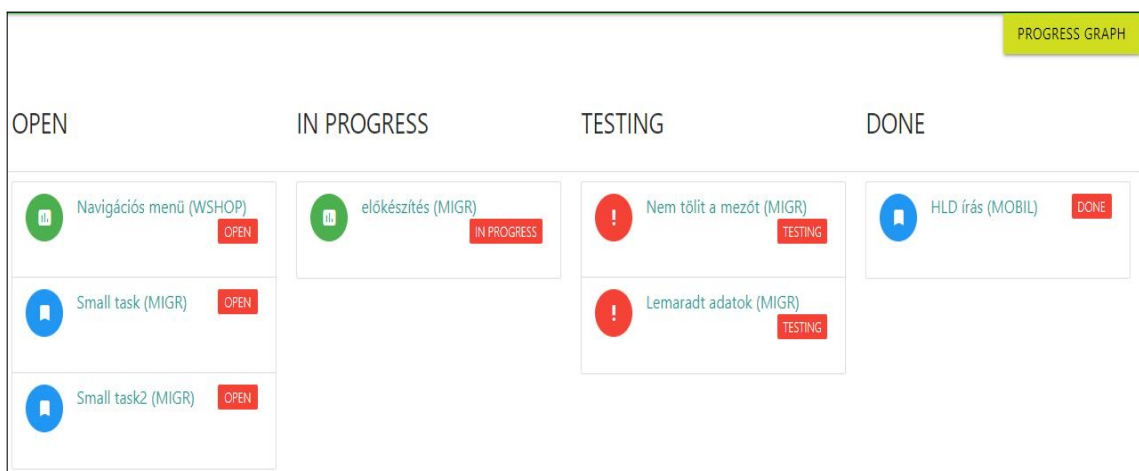 PROGRESS GRAPH
OPEN
IN PROGRESS
TESTING
DONE
Navigációs menü (WSHOP)
OPEN
Small task (MIGR)
OPEN
Small task2 (MIGR)
OPEN
előkészítés (MIGR)
IN PROGRESS
Nem tölit a mezőt (MIGR)
TESTING
Lemaradt adatok (MIGR)
TESTING
HLD írás (MOBIL)
DONE